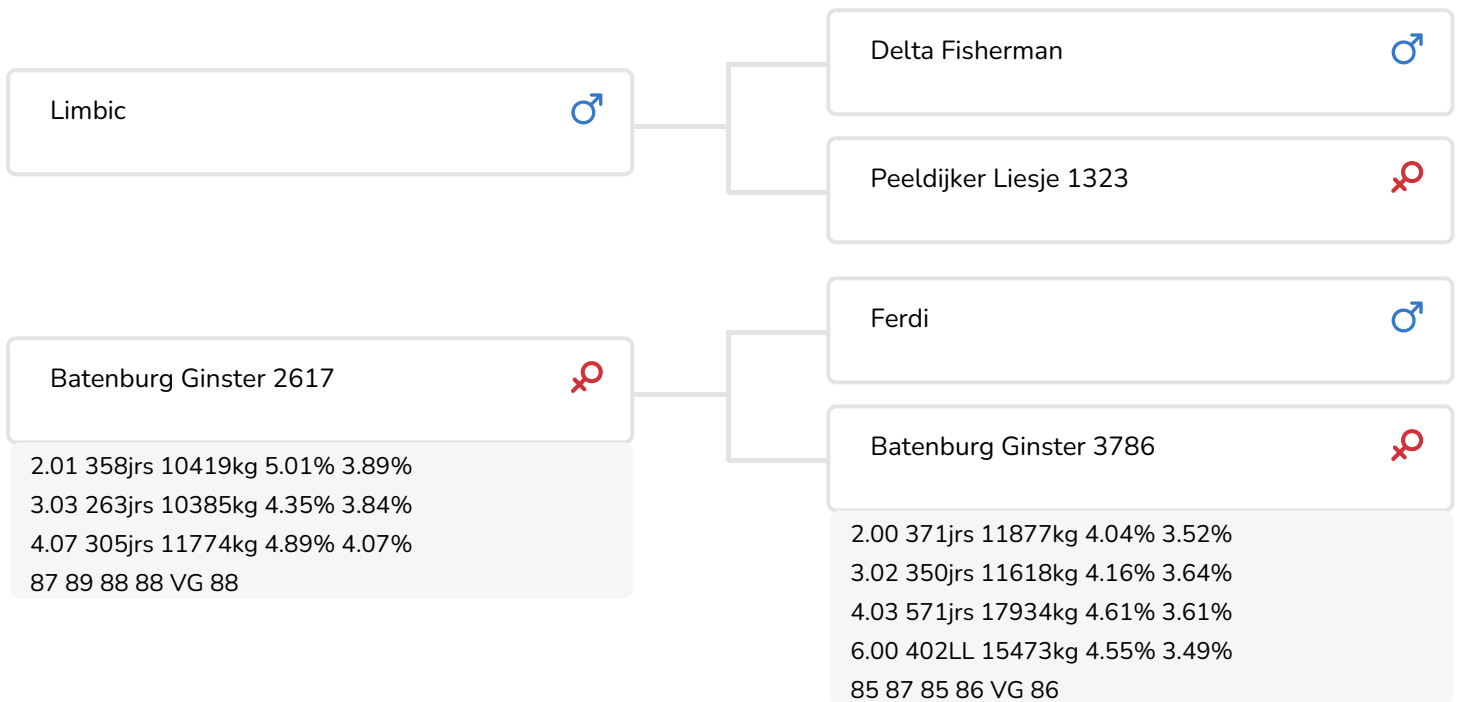 Limbic
Delta Fisherman
Peeldijker Liesje 1323
Batenburg Ginster 2617
2.01 358jrs 10419kg 5.01% 3.89%
3.03 263jrs 10385kg 4.35% 3.84%
4.07 305jrs 11774kg 4.89% 4.07%
87 89 88 88 VG 88
Ferdi
Batenburg Ginster 3786
2.00 371jrs 11877kg 4.04% 3.52%
3.02 350jrs 11618kg 4.16% 3.64%
4.03 571jrs 17934kg 4.61% 3.61%
6.00 402LL 15473kg 4.55% 3.49%
85 87 85 86 VG 86